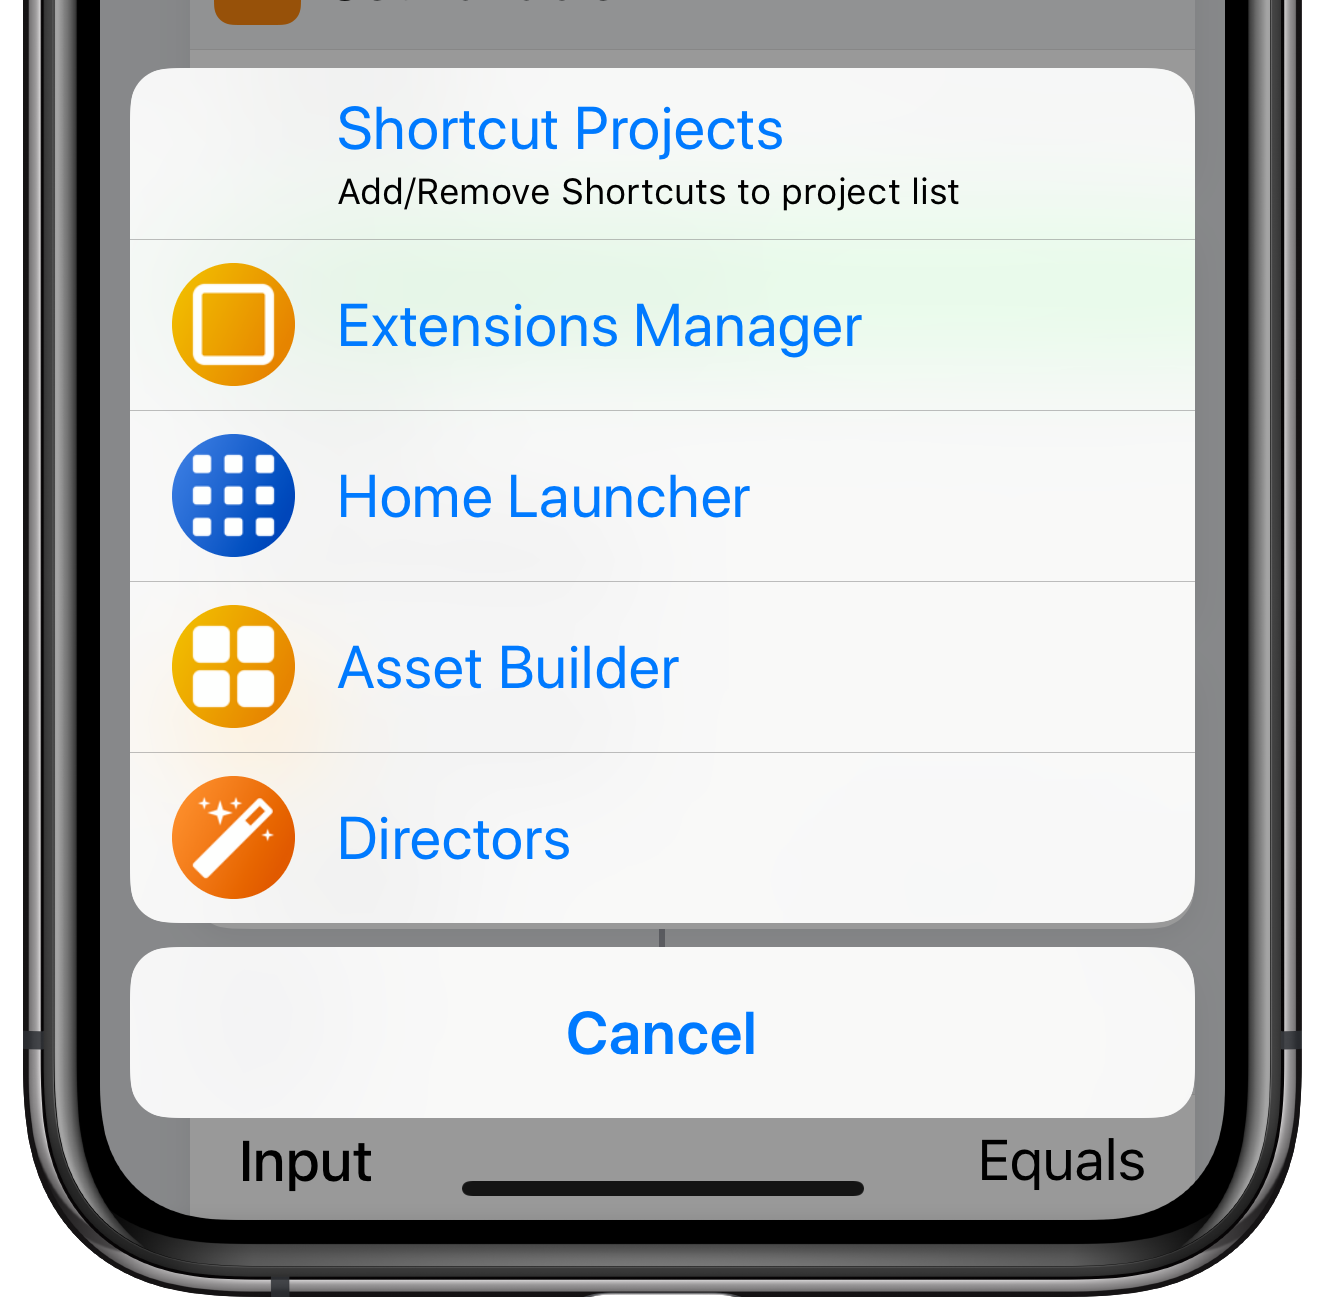 Shortcut Projects
Add/Remove Shortcuts to project list
Extensions Manager
Home Launcher
Asset Builder
Directors
Cancel
Input Equals